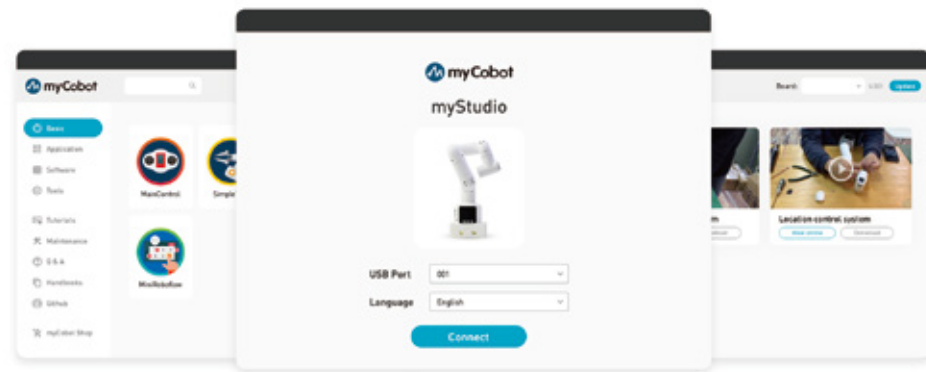 myCobot
Basic
Application
Software
Tools
Tutorials
Maintenance
Q & A
Handbooks
Github
myCobot Shop
MainControl
Simple
MiniRoboflow
myCobot
myStudio
USB Port 001
Language English
Connect
Board:
Update
Location control system
Download